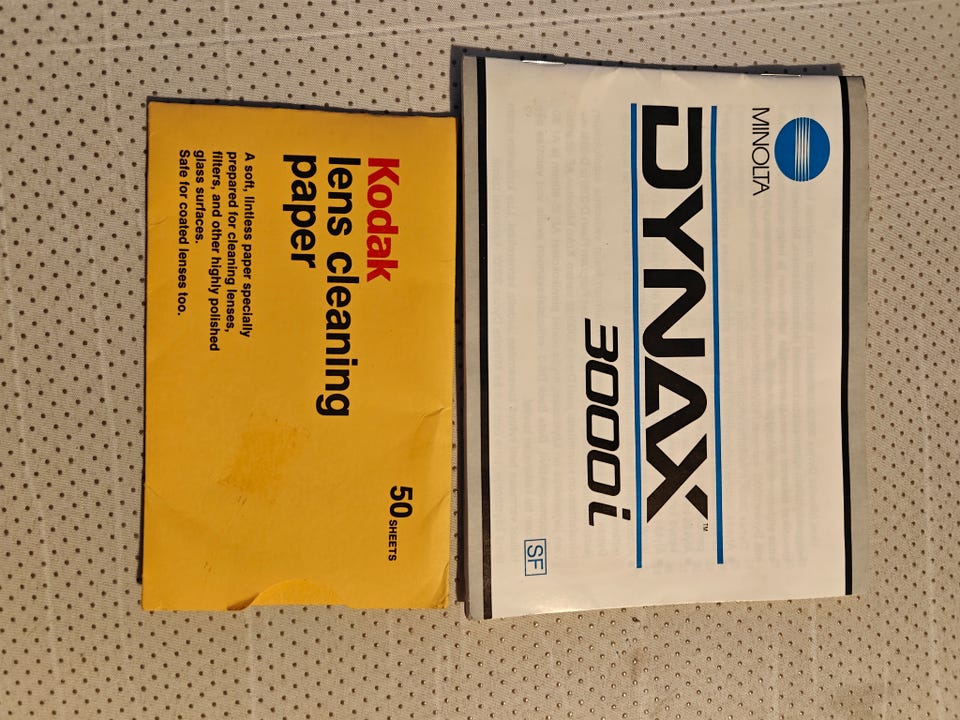 MINOLTA
DYNAX™
3000i
SF
Kodak
lens cleaning
paper
50 SHEETS
A soft, lintless paper specially
prepared for cleaning lenses,
filters, and other highly polished
glass surfaces.
Safe for coated lenses too.